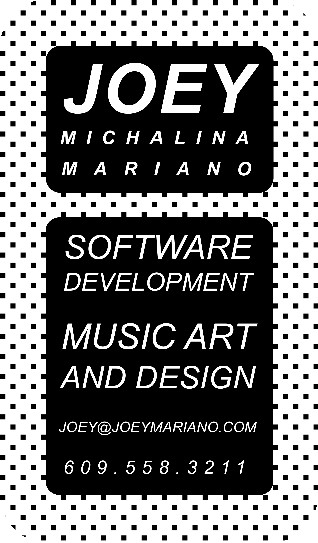 JOEY
MICHALINA
MARIANO
SOFTWARE
DEVELOPMENT
MUSIC ART
AND DESIGN
JOEY@JOEYMARIANO.COM
609.558.3211